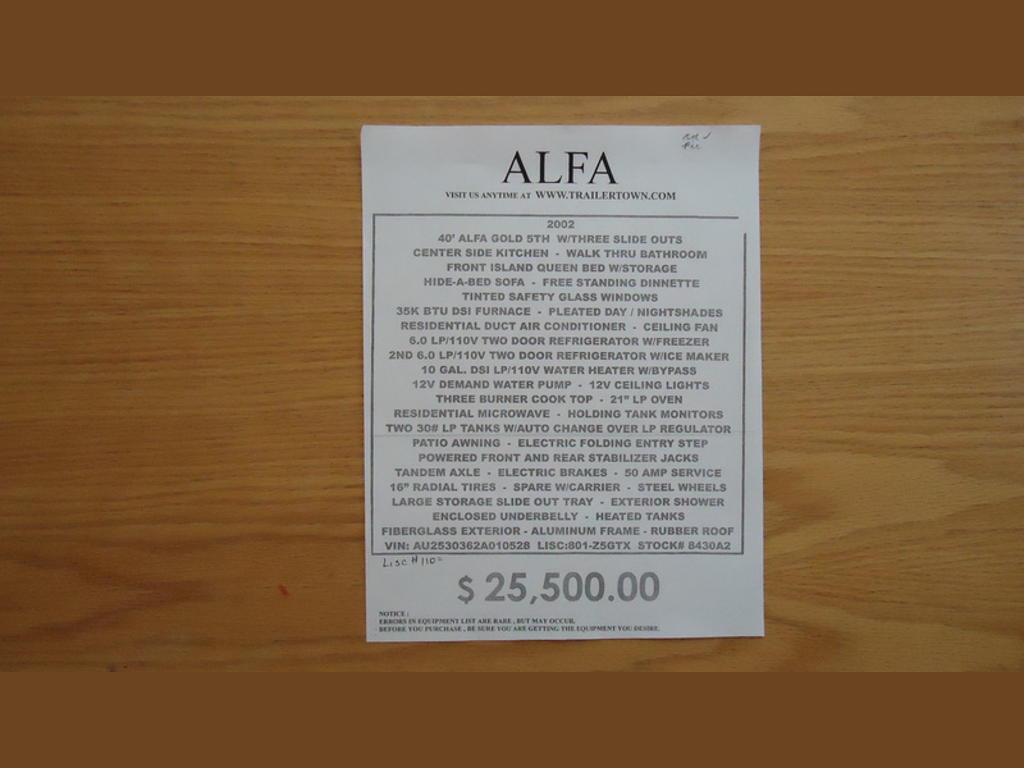 ALFA
VISIT US ANYTIME AT WWW.TRAILERTOWN.COM
2002
40' ALFA GOLD 5TH W/THREE SLIDE OUTS
CENTER SIDE KITCHEN - WALK THRU BATHROOM
FRONT ISLAND QUEEN BED W/STORAGE
HIDE-A-BED SOFA - FREE STANDING DINNETTE
TINTED SAFETY GLASS WINDOWS
35K BTU DSI FURNACE - PLEATED DAY / NIGHTSHADES
RESIDENTIAL DUCT AIR CONDITIONER - CEILING FAN
6.0 LP/110V TWO DOOR REFRIGERATOR W/FREEZER
2ND 6.0 LP/110V TWO DOOR REFRIGERATOR W/ICE MAKER
10 GAL. DSI LP/110V WATER HEATER W/BYPASS
12V DEMAND WATER PUMP - 12V CEILING LIGHTS
THREE BURNER COOK TOP - 21" LP OVEN
RESIDENTIAL MICROWAVE - HOLDING TANK MONITORS
TWO 30# LP TANKS W/AUTO CHANGE OVER LP REGULATOR
PATIO AWNING - ELECTRIC FOLDING ENTRY STEP
POWERED FRONT AND REAR STABILIZER JACKS
TANDEM AXLE - ELECTRIC BRAKES - 50 AMP SERVICE
16" RADIAL TIRES - SPARE W/CARRIER - STEEL WHEELS
LARGE STORAGE SLIDE OUT TRAY - EXTERIOR SHOWER
ENCLOSED UNDERBELLY - HEATED TANKS
FIBERGLASS EXTERIOR - ALUMINUM FRAME - RUBBER ROOF
VIN: AU2530362A010528 LISC:801-Z5GTX STOCK# 8430A2
LISC # 110=
$ 25,500.00
NOTICE :
ERRORS IN EQUIPMENT LIST ARE RARE , BUT MAY OCCUR,
BEFORE YOU PURCHASE , BE SURE YOU ARE GETTING THE EQUIPMENT YOU DESIRE.